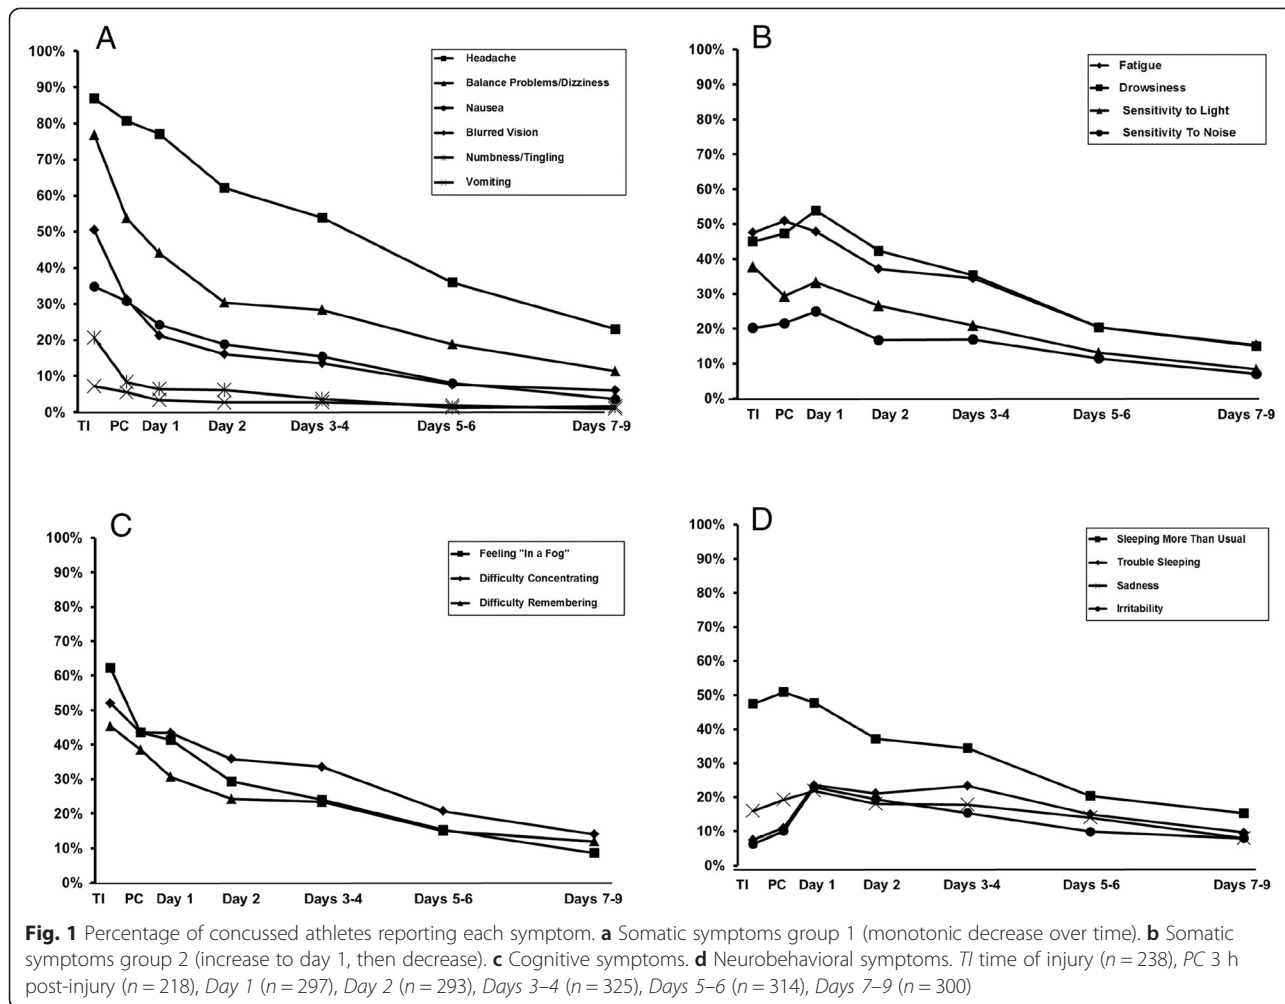 A
100%
90%
80%
70%
60%
50%
40%
30%
20%
10%
0%
TI PC Day 1 Day 2 Days 3-4 Days 5-6 Days 7-9
Headache
Balance Problems/Dizziness
Nausea
Blurred Vision
Numbness/Tingling
Vomiting
B
100%
90%
80%
70%
60%
50%
40%
30%
20%
10%
0%
TI PC Day 1 Day 2 Days 3-4 Days 5-6 Days 7-9
Fatigue
Drowsiness
Sensitivity to Light
Sensitivity To Noise
C
100%
90%
80%
70%
60%
50%
40%
30%
20%
10%
0%
TI PC Day 1 Day 2 Days 3-4 Days 5-6 Days 7-9
Feeling "In a Fog"
Difficulty Concentrating
Difficulty Remembering
D
100%
90%
80%
70%
60%
50%
40%
30%
20%
10%
0%
TI PC Day 1 Day 2 Days 3-4 Days 5-6 Days 7-9
Sleeping More Than Usual
Trouble Sleeping
Sadness
Irritability
Fig. 1 Percentage of concussed athletes reporting each symptom. a Somatic symptoms group 1 (monotonic decrease over time). b Somatic
symptoms group 2 (increase to day 1, then decrease). c Cognitive symptoms. d Neurobehavioral symptoms. TI time of injury (n = 238), PC 3 h
post-injury (n = 218), Day 1 (n = 297), Day 2 (n = 293), Days 3–4 (n = 325), Days 5–6 (n = 314), Days 7–9 (n = 300)